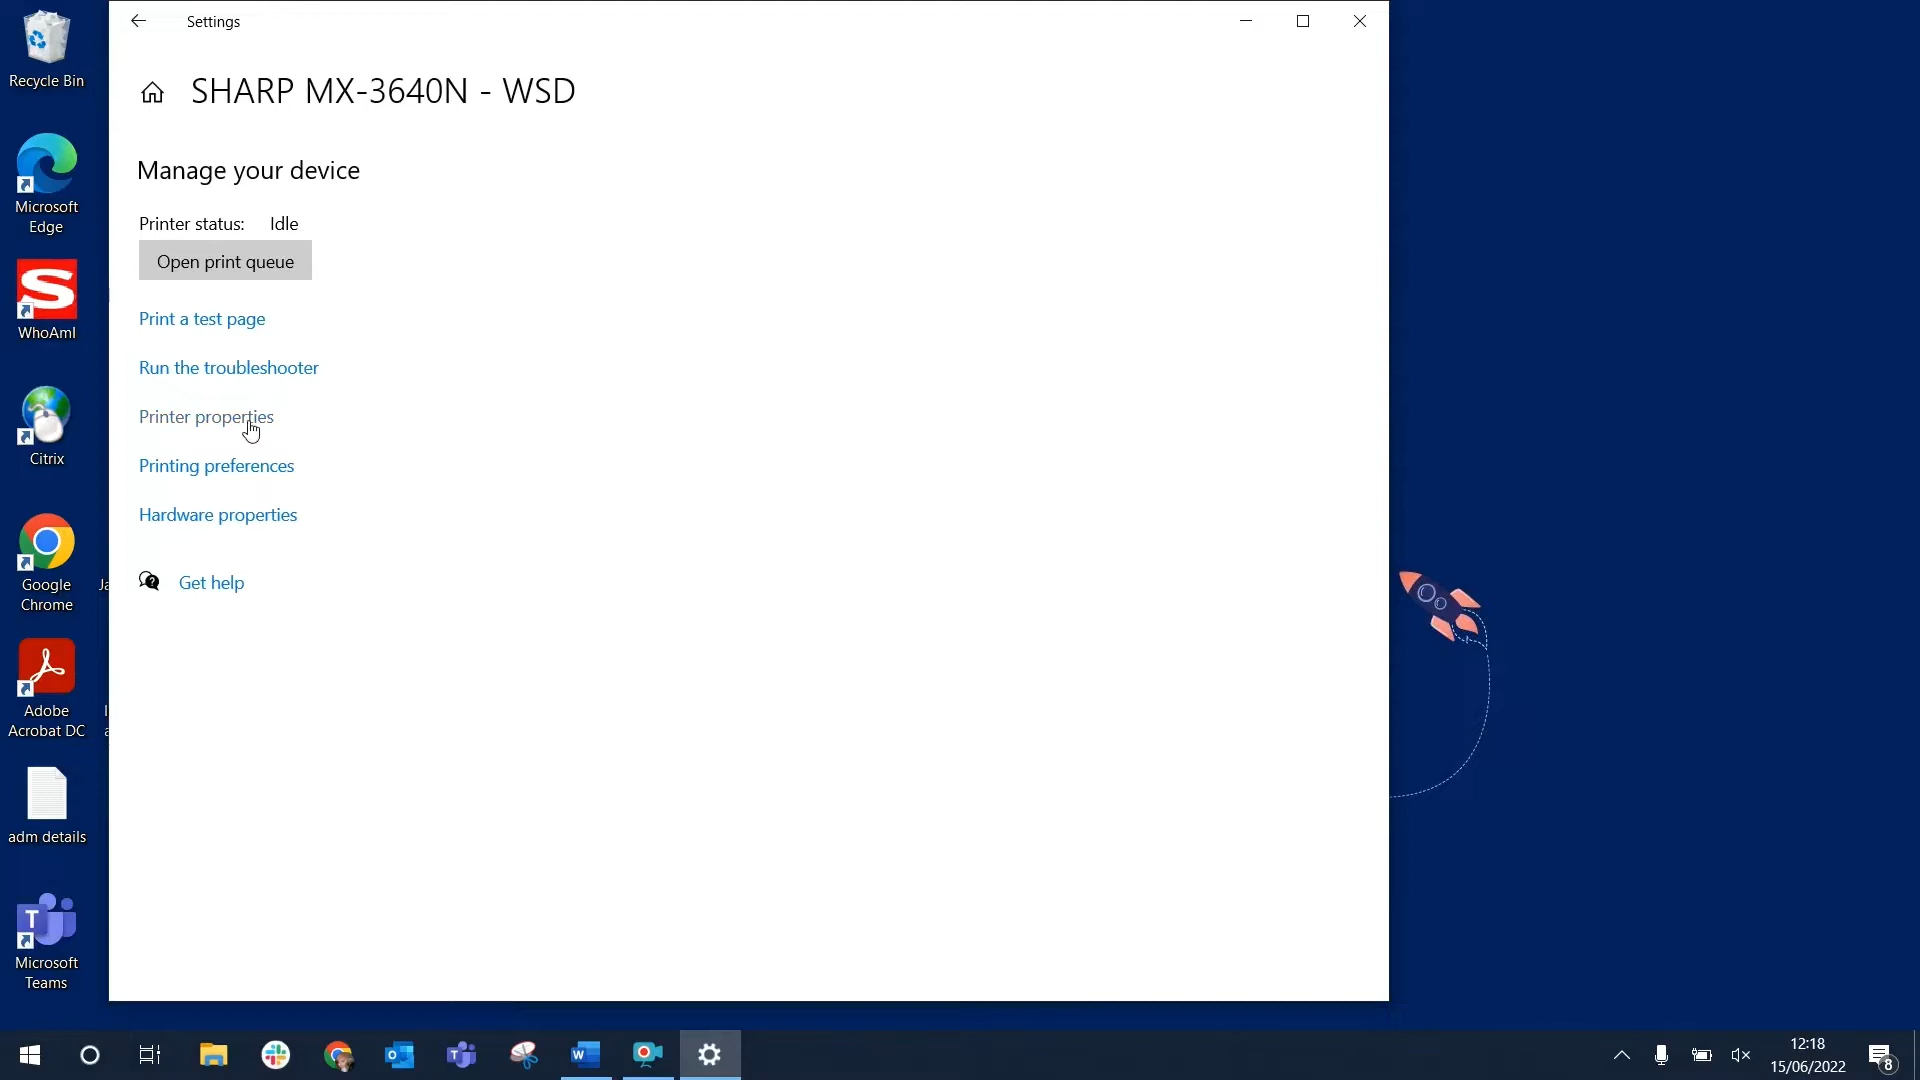 Settings
SHARP MX-3640N - WSD
Manage your device
Printer status: Idle
Open print queue
Print a test page
Run the troubleshooter
Printer properties
Printing preferences
Hardware properties
Get help
Recycle Bin
Microsoft
Edge
S
WhoAmI
Citrix
Google
Chrome
Ja
Adobe
Acrobat DC
adm details
T
Microsoft
Teams
O
T
W
12:18
15/06/2022
8